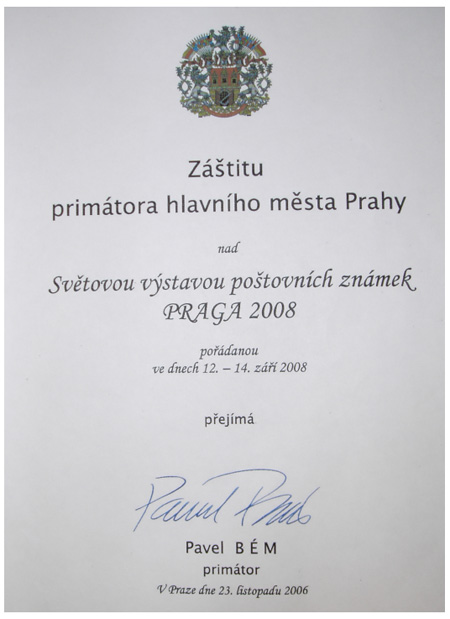 Záštitu
primátora hlavního města Prahy
nad
Světovou výstavou poštovních známek
PRAGA 2008
pořádanou
ve dnech 12. – 14. září 2008
přejímá
Pavel BÉM
primátor
V Praze dne 23. listopadu 2006